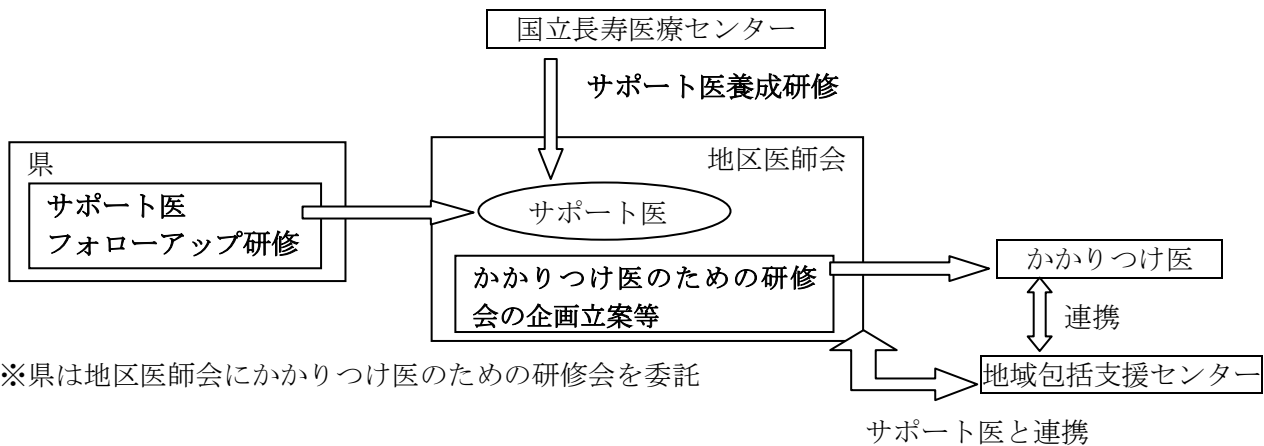 国立長寿医療センター
サポート医養成研修
県
サポート医
フォローアップ研修
地区医師会
サポート医
かかりつけ医のための研修
会の企画立案等
かかりつけ医
連携
地域包括支援センター
※県は地区医師会にかかりつけ医のための研修会を委託
サポート医と連携